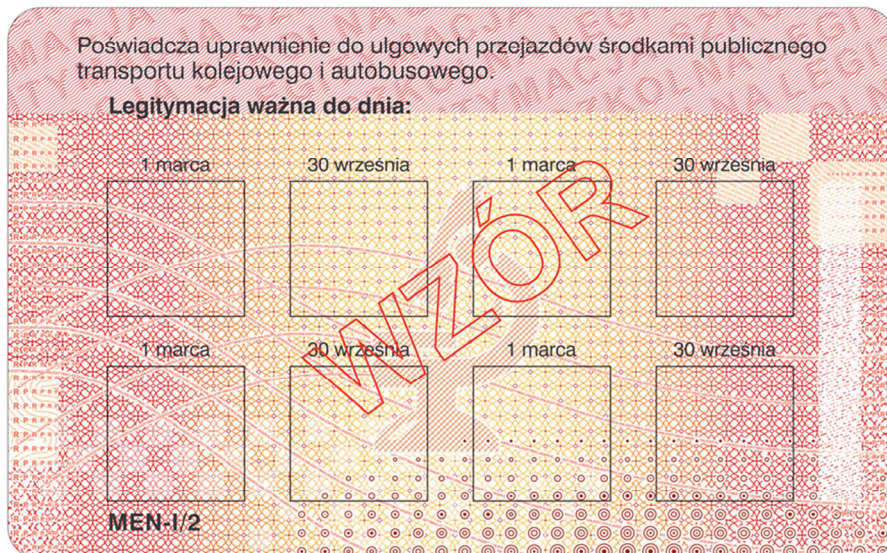 Poświadcza uprawnienie do ulgowych przejazdów środkami publicznego
transportu kolejowego i autobusowego.
Legitymacja ważna do dnia:
1 marca 30 września 1 marca 30 września
WZÓR
1 marca 30 września 1 marca 30 września
MEN-I/2